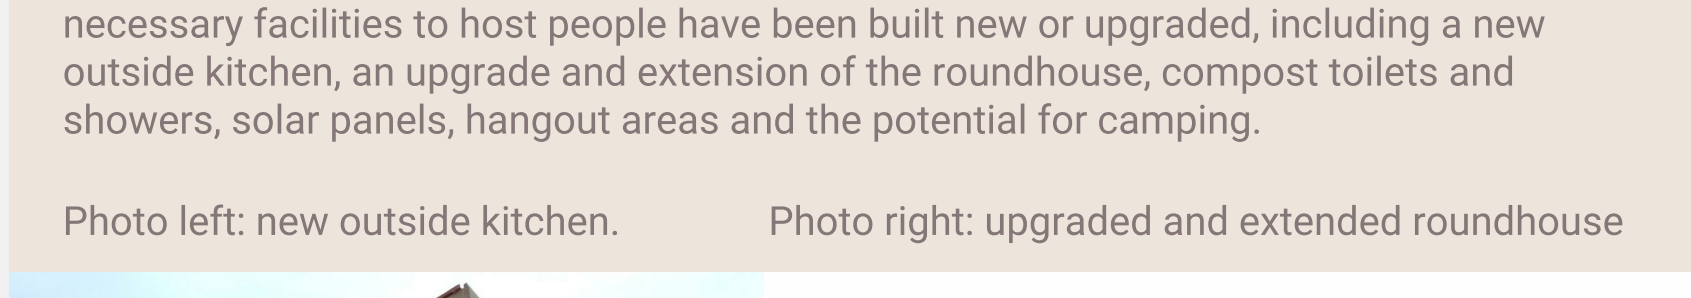 necessary facilities to host people have been built new or upgraded, including a new
outside kitchen, an upgrade and extension of the roundhouse, compost toilets and
showers, solar panels, hangout areas and the potential for camping.
Photo left: new outside kitchen. Photo right: upgraded and extended roundhouse